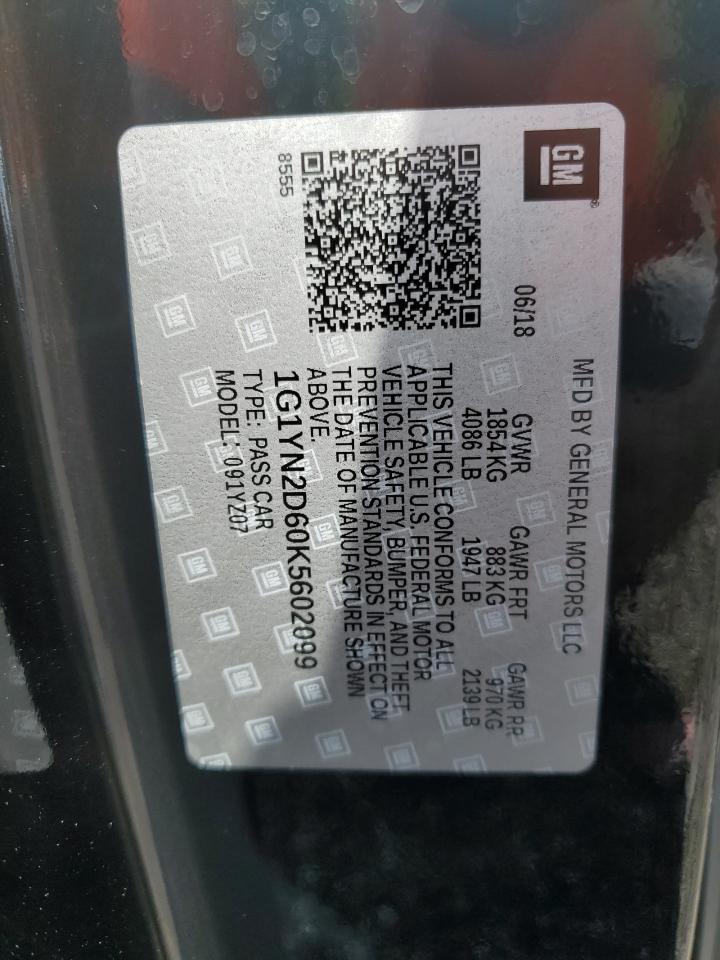 GM®
06/18
MFD BY GENERAL MOTORS LLC
GVWR GAWR FRT GAWR RR
1854KG 883 KG 970 KG
4086 LB 1947 LB 2139 LB
THIS VEHICLE CONFORMS TO ALL
APPLICABLE U.S. FEDERAL MOTOR
VEHICLE SAFETY, BUMPER, AND THEFT
PREVENTION STANDARDS IN EFFECT ON
THE DATE OF MANUFACTURE SHOWN
ABOVE.
1G1YN2D60K5602099
TYPE: PASS CAR
MODEL: 091YZ07
8555